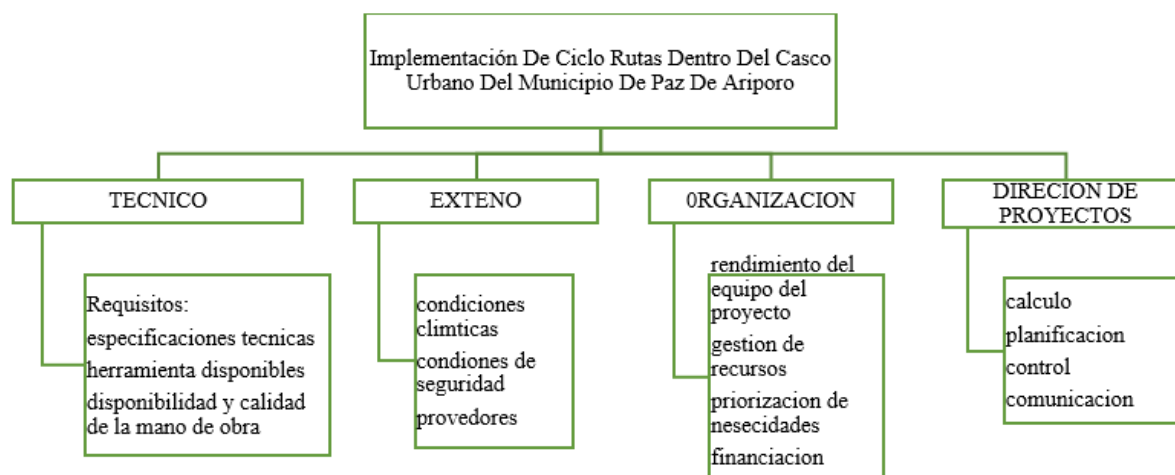 Implementación De Ciclo Rutas Dentro Del Casco
Urbano Del Municipio De Paz De Ariporo
TECNICO
Requisitos:
especificaciones tecnicas
herramienta disponibles
disponibilidad y calidad
de la mano de obra
EXTENO
condiciones
climticas
condiones de
seguridad
provedores
0RGANIZACION
rendimiento del
equipo del
proyecto
gestion de
recursos
priorizacion de
nesecidades
financiacion
DIRECION DE
PROYECTOS
calculo
planificacion
control
comunicacion